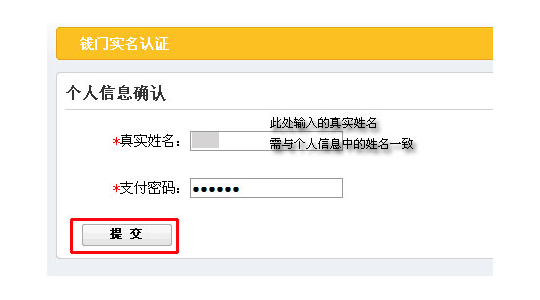 钱门实名认证
个人信息确认
此处输入的真实姓名
*真实姓名：
需与个人信息中的姓名一致
*支付密码：●●●●●●
提 交